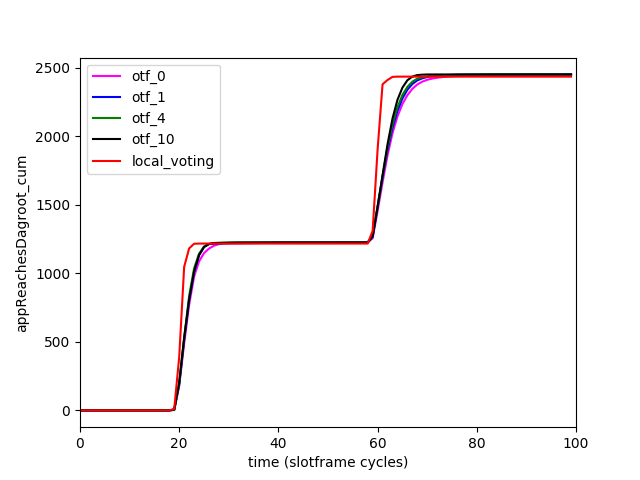 2500
2000
1500
1000
500
0
appReachesDagroot_cum
otf_0
otf_1
otf_4
otf_10
local_voting
0 20 40 60 80 100
time (slotframe cycles)